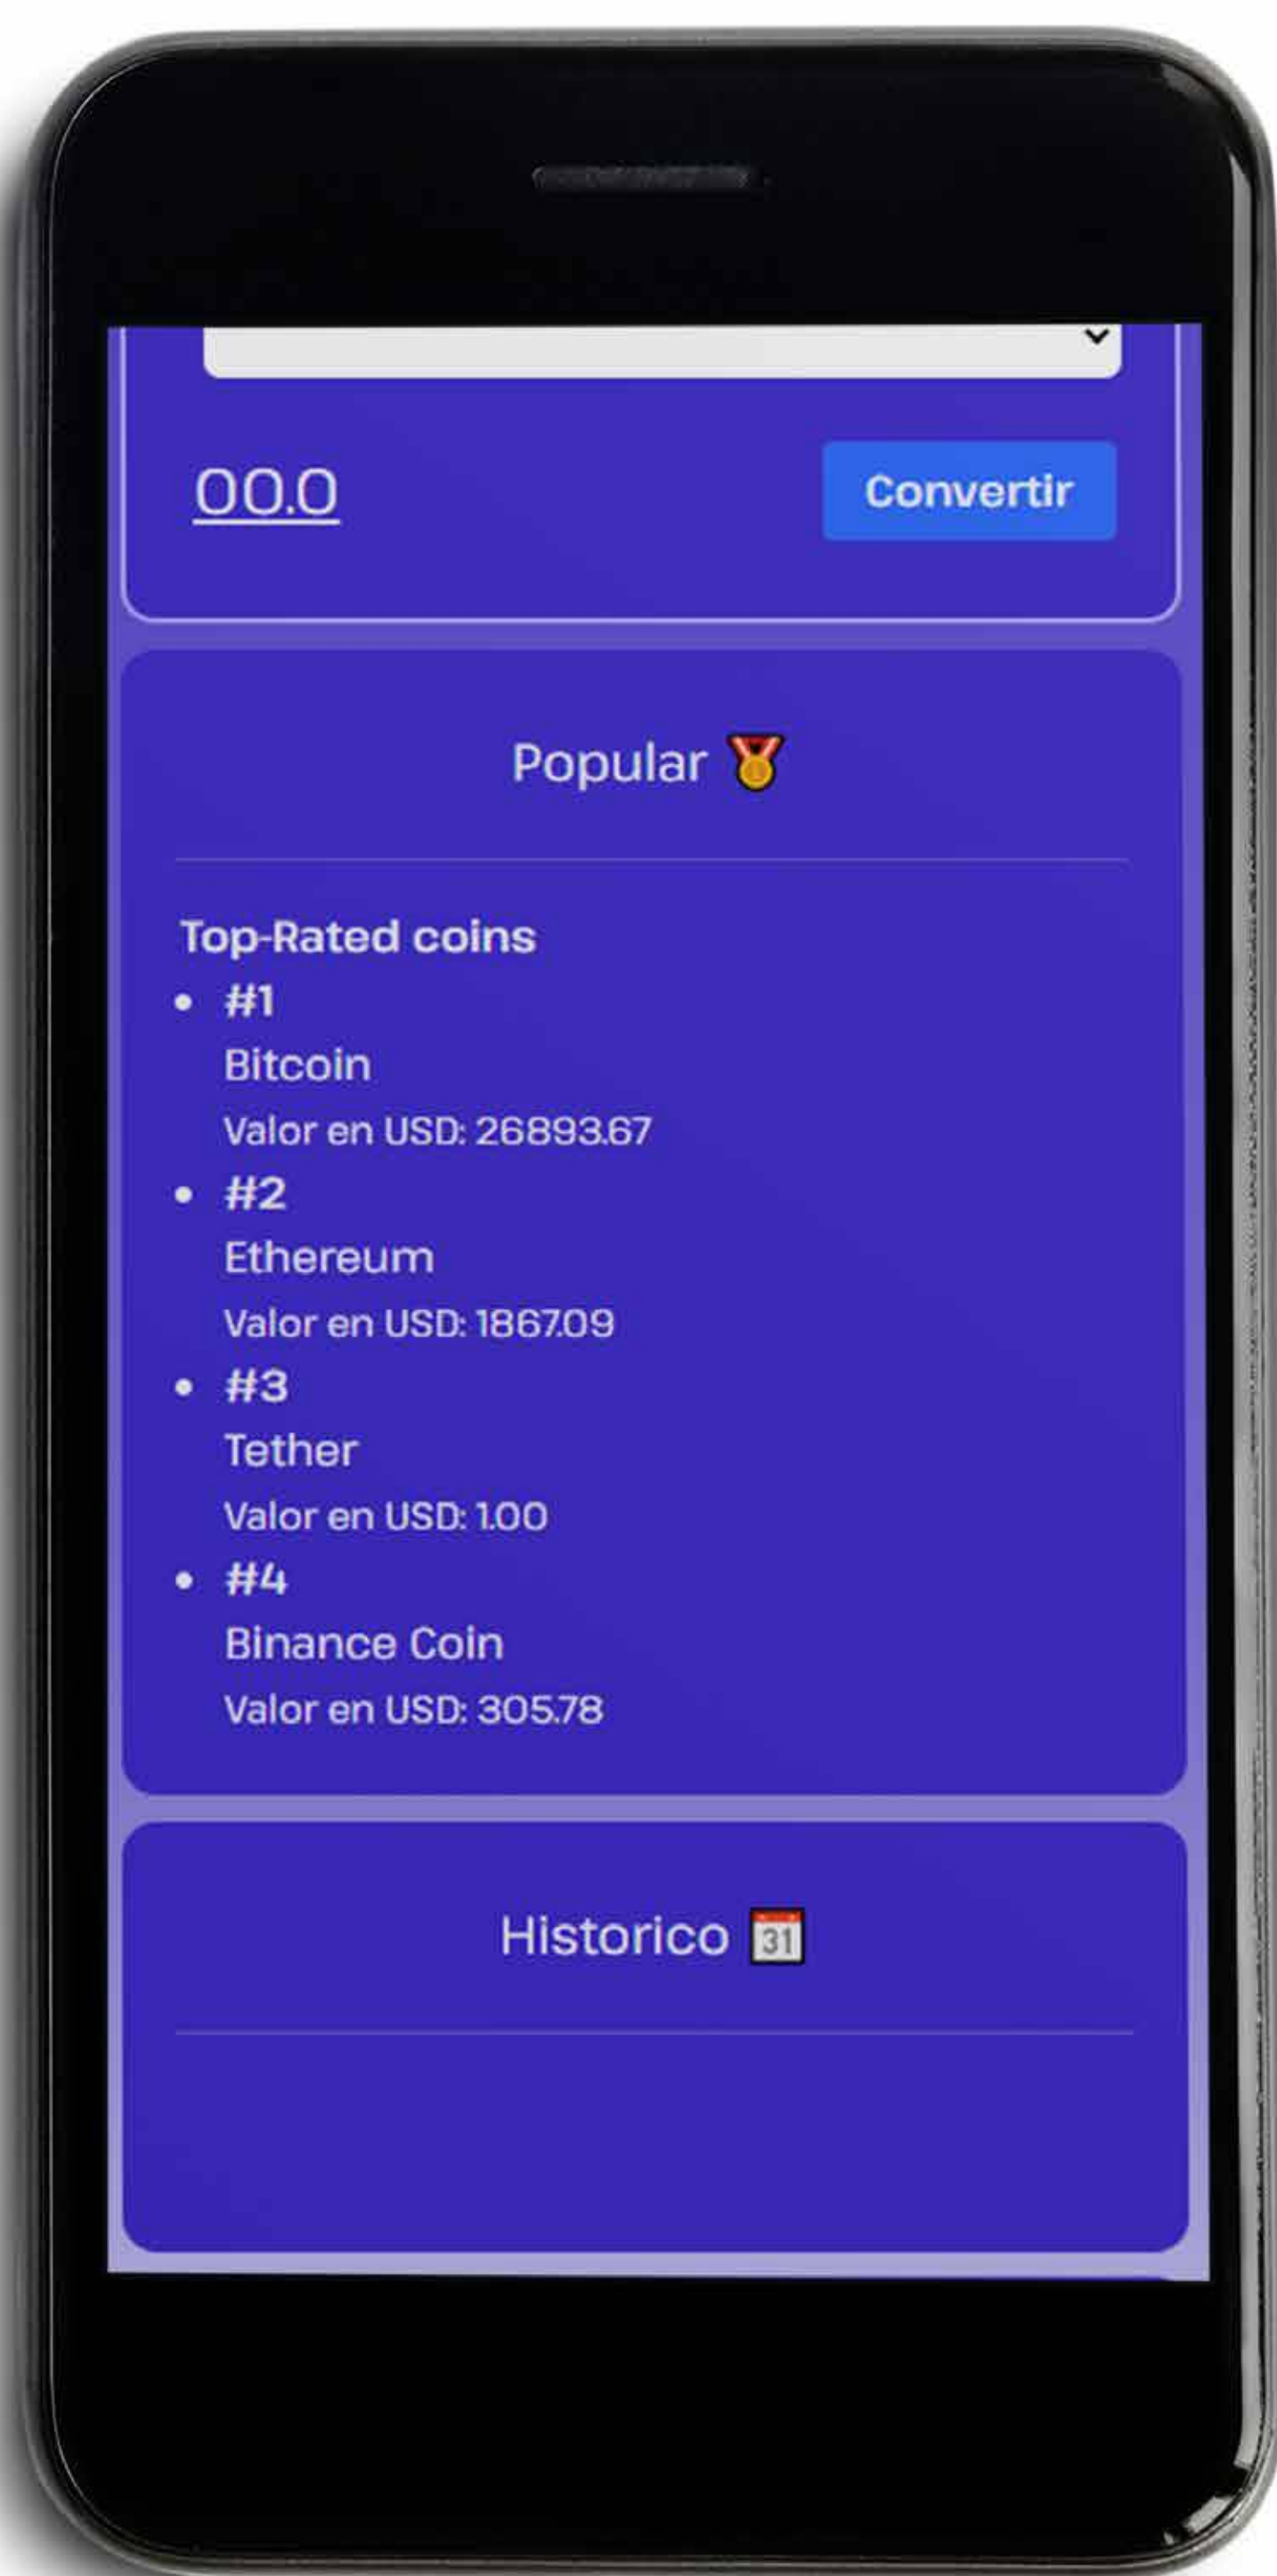 00.0
Convertir
Popular 🏅
Top-Rated coins
#1
Bitcoin
Valor en USD: 26893.67
#2
Ethereum
Valor en USD: 1867.09
#3
Tether
Valor en USD: 1.00
#4
Binance Coin
Valor en USD: 305.78
Historico 📅
31